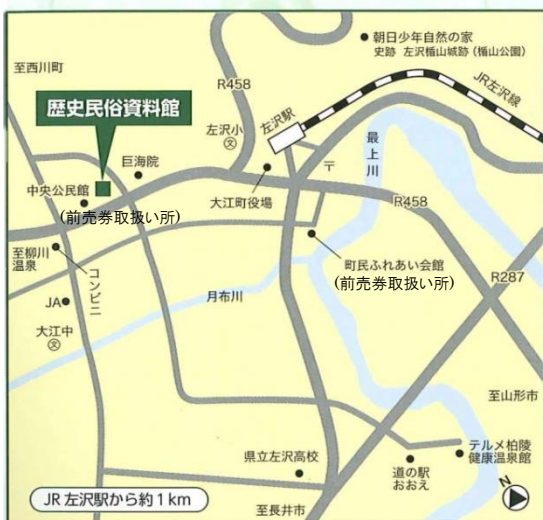 朝日少年自然の家
史跡 左沢楯山城跡(楯山公園)
至西川町
R458
JR左沢線
歴史民俗資料館
左沢駅
左沢小
文
最上川
巨海院
〒
中央公民館
(前売券取扱い所)
大江町役場
R458
至柳川
温泉
コンビニ
町民ふれあい会館
(前売券取扱い所)
R287
月布川
JA
大江中
文
至山形市
県立左沢高校
テルメ柏陵
健康温泉館
道の駅
おおえ
JR 左沢駅から約1km
至長井市
N